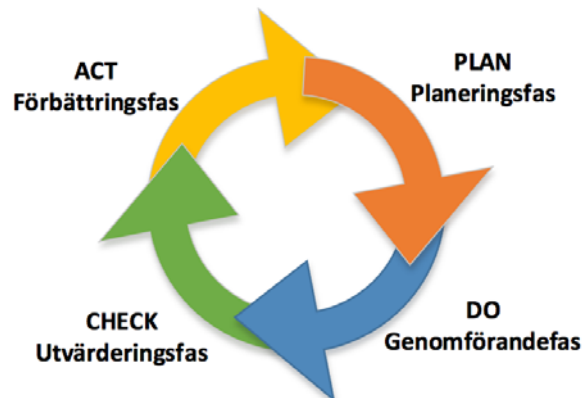 ACT
Förbättringsfas
PLAN
Planeringsfas
CHECK
Utvärderingsfas
DO
Genomförandefas